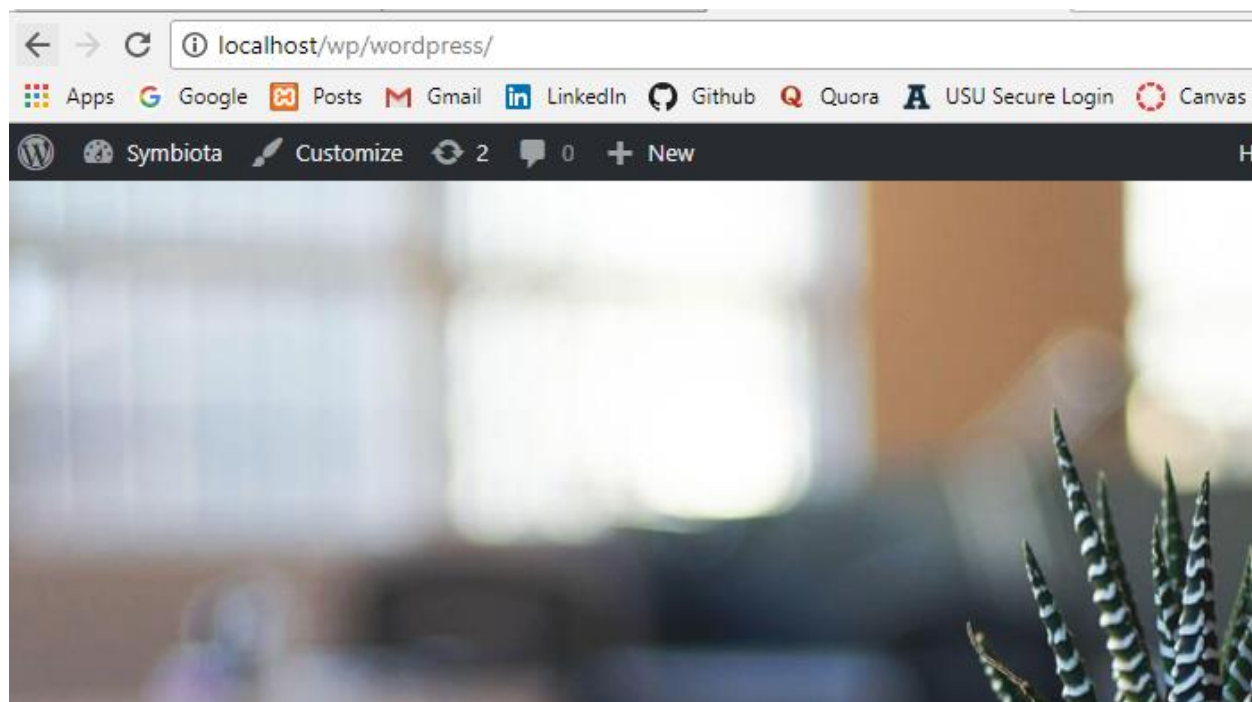 localhost/wp/wordpress/
Apps Google Posts Gmail in LinkedIn Github Q Quora A USU Secure Login Canvas
Symbiota Customize 2 0 + New H